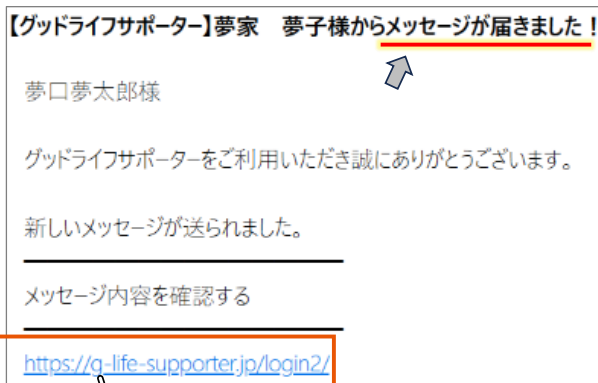 【グッドライフサポーター】夢家　夢子様からメッセージが届きました！
夢口夢太郎様
グッドライフサポーターをご利用いただき誠にありがとうございます。
新しいメッセージが送られました。
メッセージ内容を確認する
https://g-life-supporter.jp/login2/